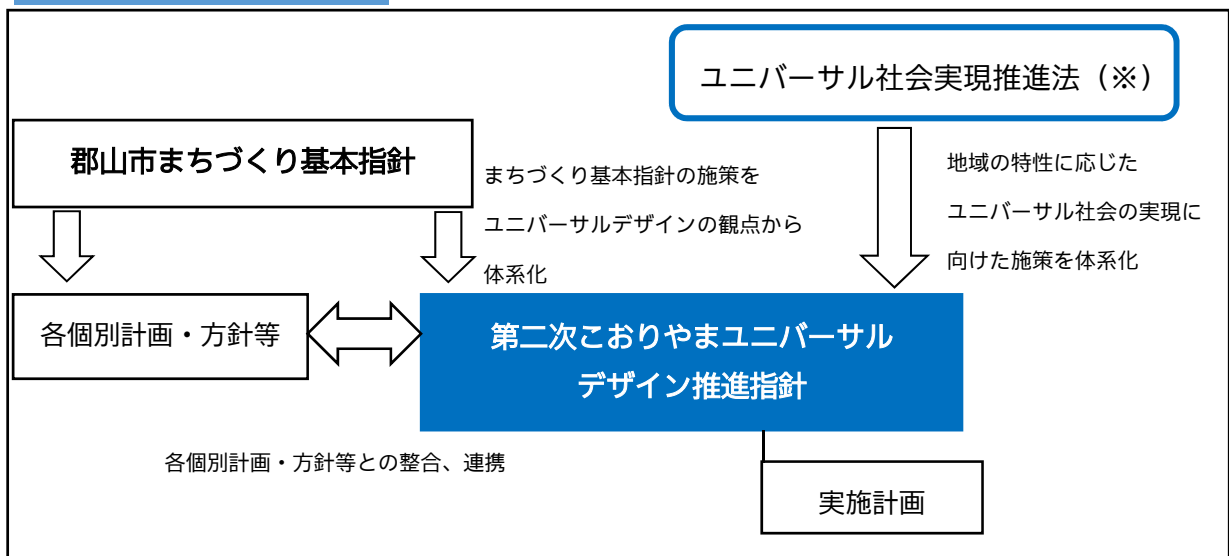 ユニバーサル社会実現推進法（※）
郡山市まちづくり基本指針
まちづくり基本指針の施策を
ユニバーサルデザインの観点から
体系化
地域の特性に応じた
ユニバーサル社会の実現に
向けた施策を体系化
各個別計画・方針等
第二次こおりやまユニバーサル
デザイン推進指針
各個別計画・方針等との整合、連携
実施計画